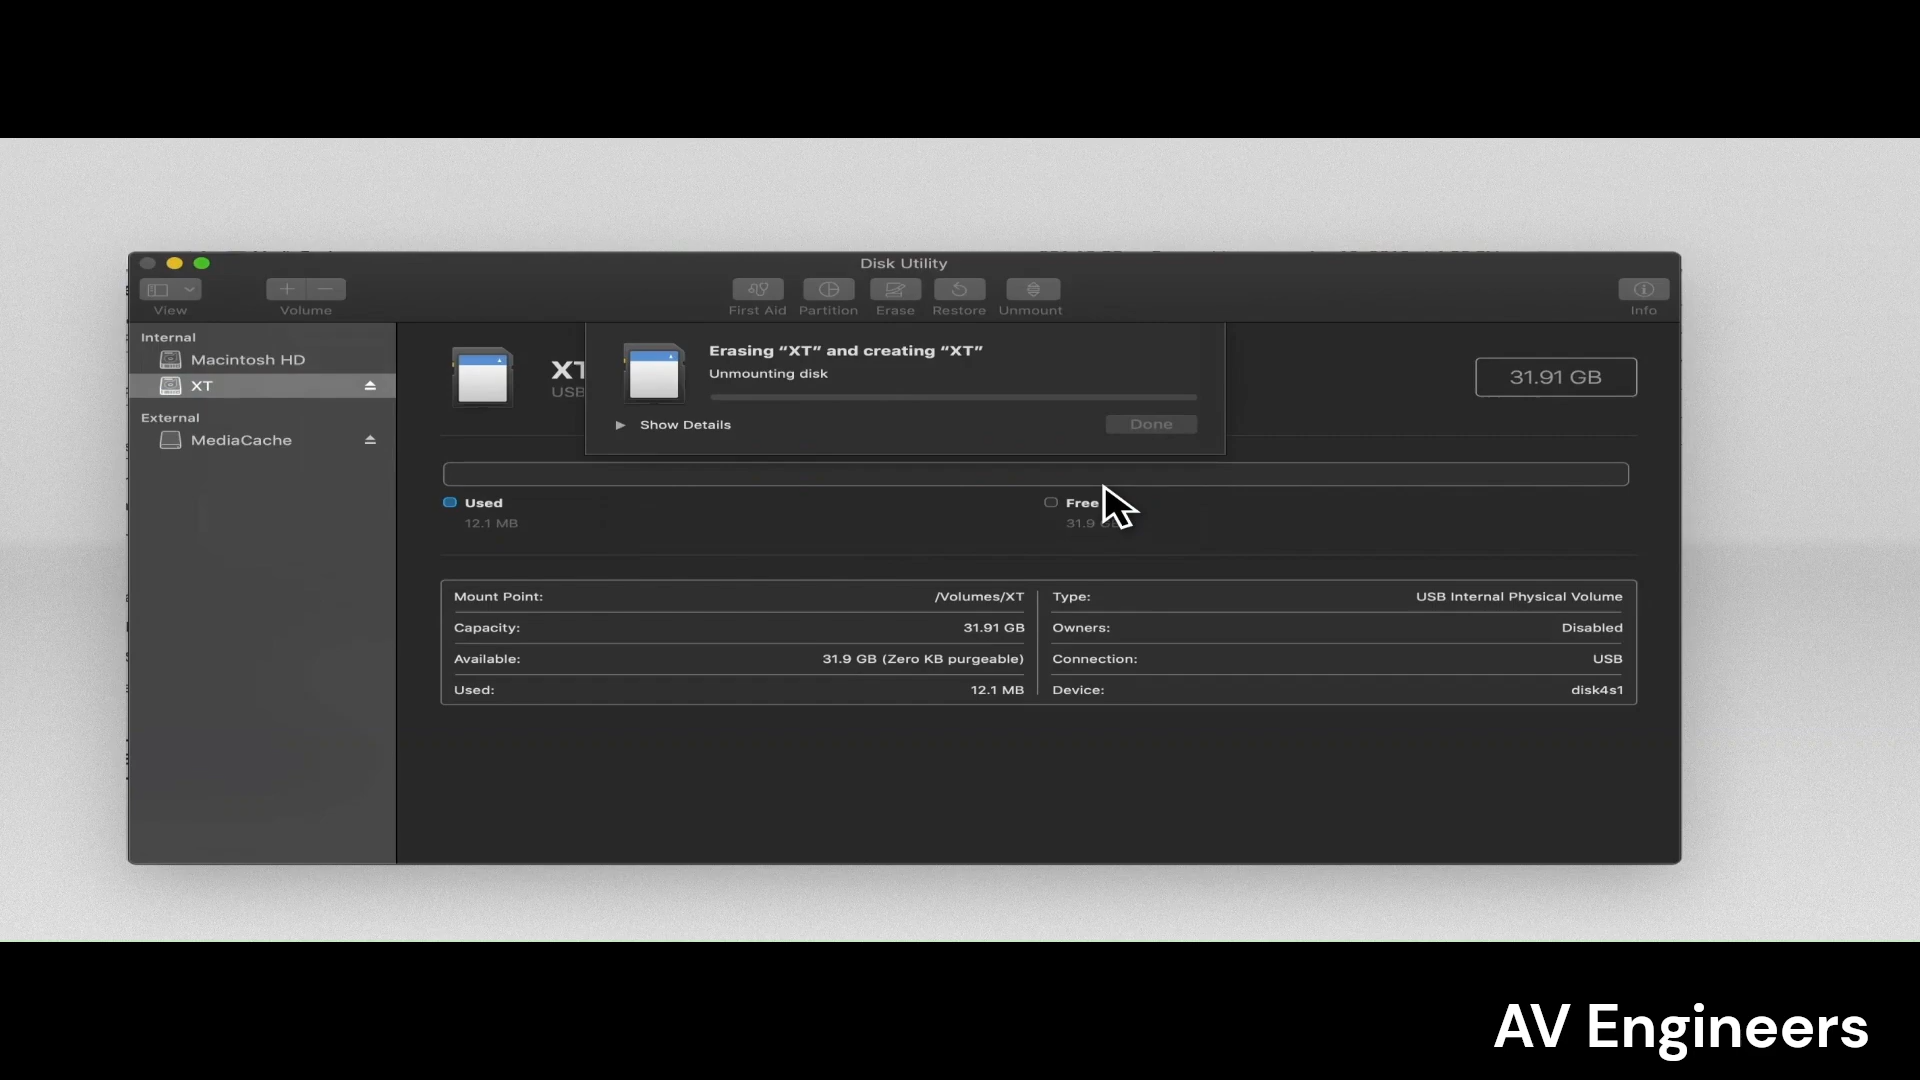 Disk Utility
View
Volume
First Aid
Partition
Erase
Restore
Unmount
Info
Internal
Macintosh HD
XT
External
MediaCache
XT
USB
Erasing “XT” and creating “XT”
Unmounting disk
Show Details
Done
31.91 GB
Used
12.1 MB
Free
31.9
Mount Point: /Volumes/XT
Capacity: 31.91 GB
Available: 31.9 GB (Zero KB purgeable)
Used: 12.1 MB
Type: USB Internal Physical Volume
Owners: Disabled
Connection: USB
Device: disk4s1
AV Engineers